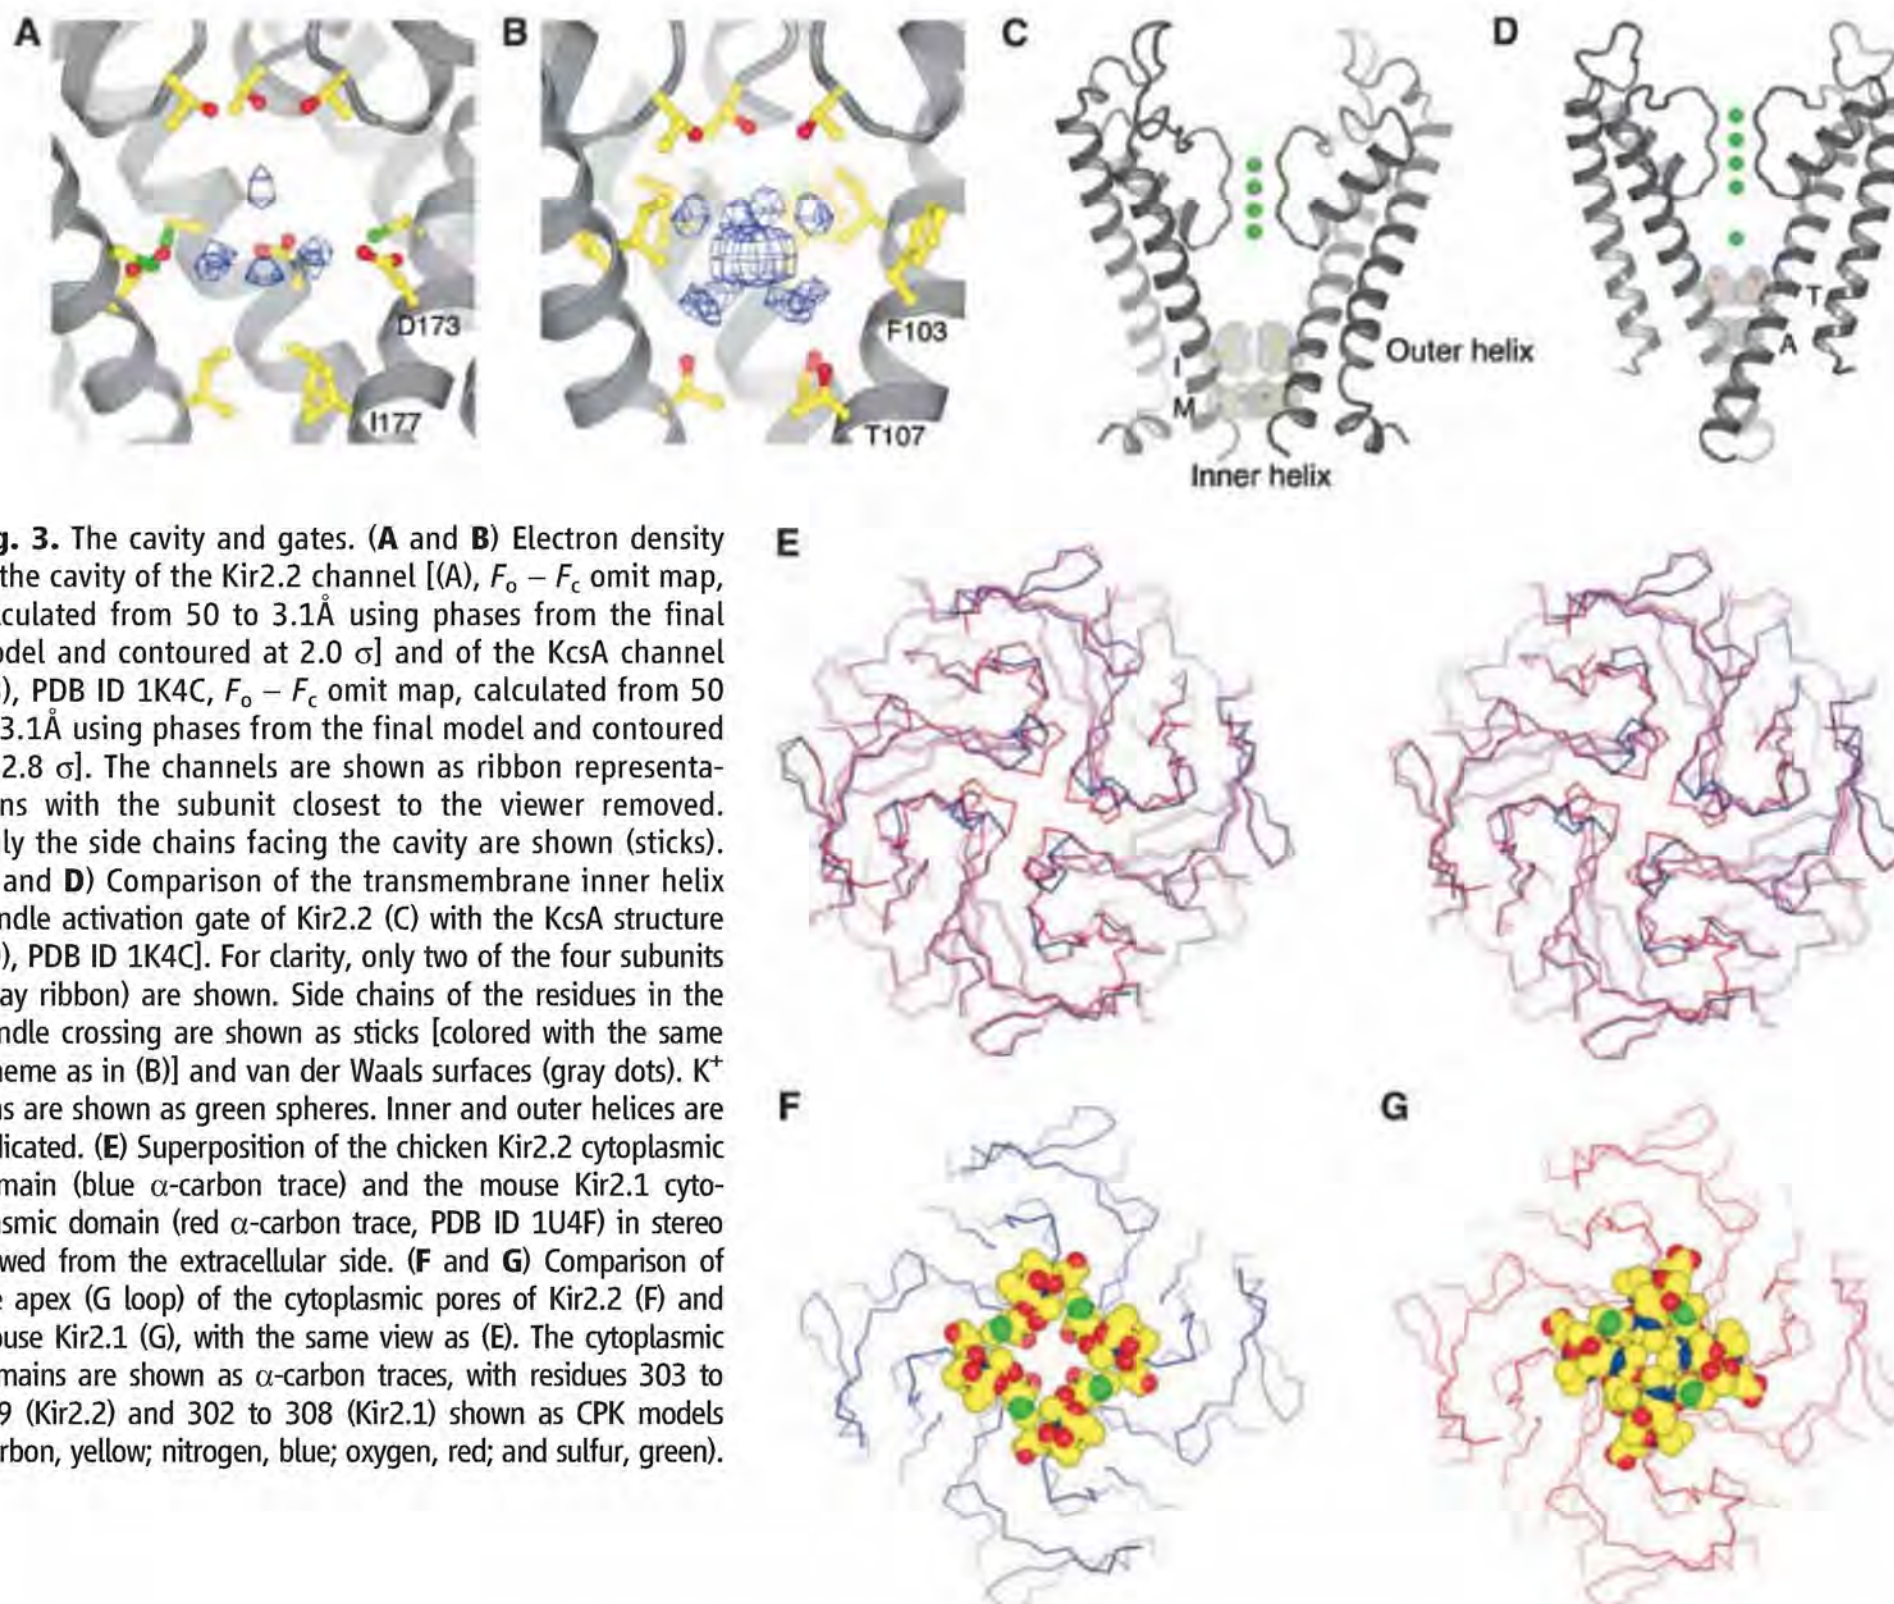 A
B
C
D
D173
I177
F103
T107
I
M
Outer helix
Inner helix
T
A
g. 3. The cavity and gates. (A and B) Electron density
the cavity of the Kir2.2 channel [(A), Fo – Fc omit map,
lculated from 50 to 3.1Å using phases from the final
odel and contoured at 2.0 σ] and of the KcsA channel
), PDB ID 1K4C, Fo – Fc omit map, calculated from 50
3.1Å using phases from the final model and contoured
2.8 σ]. The channels are shown as ribbon representa-
ns with the subunit closest to the viewer removed.
ly the side chains facing the cavity are shown (sticks).
and D) Comparison of the transmembrane inner helix
ndle activation gate of Kir2.2 (C) with the KcsA structure
), PDB ID 1K4C]. For clarity, only two of the four subunits
ay ribbon) are shown. Side chains of the residues in the
ndle crossing are shown as sticks [colored with the same
heme as in (B)] and van der Waals surfaces (gray dots). K+
ns are shown as green spheres. Inner and outer helices are
dicated. (E) Superposition of the chicken Kir2.2 cytoplasmic
main (blue α-carbon trace) and the mouse Kir2.1 cyto-
asmic domain (red α-carbon trace, PDB ID 1U4F) in stereo
wed from the extracellular side. (F and G) Comparison of
e apex (G loop) of the cytoplasmic pores of Kir2.2 (F) and
ouse Kir2.1 (G), with the same view as (E). The cytoplasmic
mains are shown as α-carbon traces, with residues 303 to
9 (Kir2.2) and 302 to 308 (Kir2.1) shown as CPK models
rbon, yellow; nitrogen, blue; oxygen, red; and sulfur, green).
E
F
G